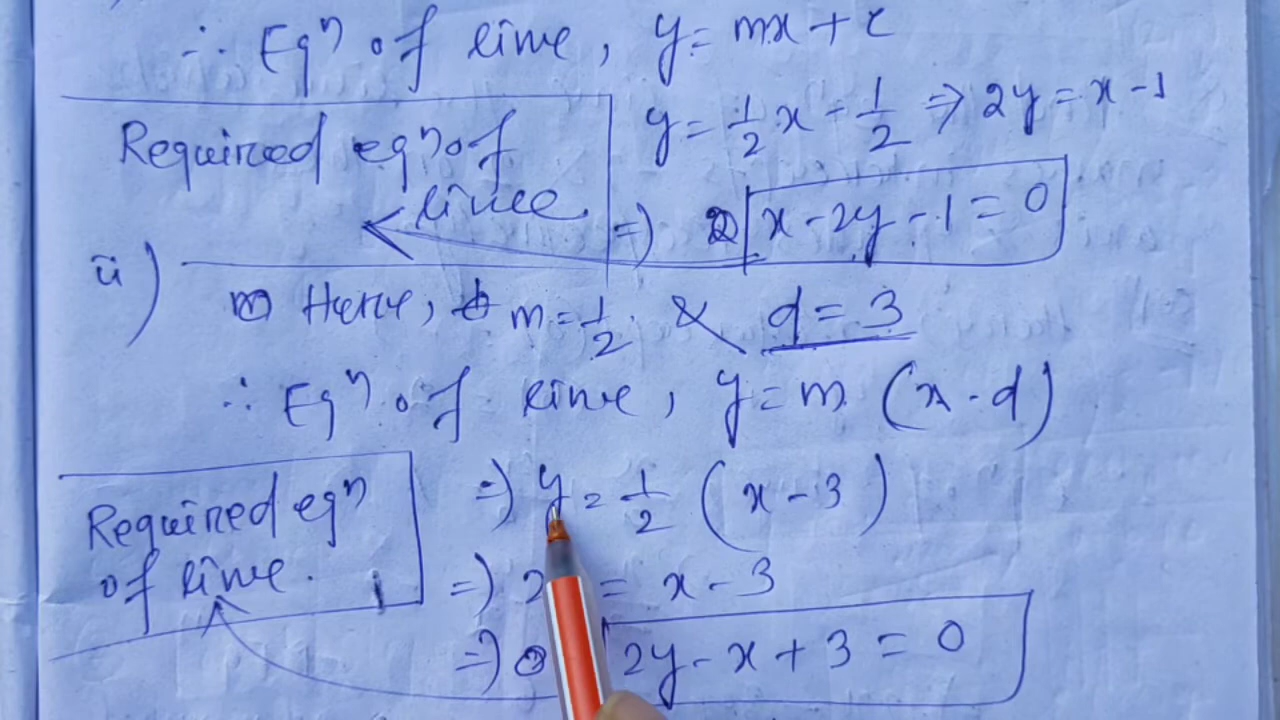 ∴ Eqⁿ of line, y = mx + c
y = 1/2 x - 1/2 ⇒ 2y = x - 1
Required eqⁿ of line
⇒ x - 2y - 1 = 0
ii) Here, m = 1/2 & d = 3
∴ Eqⁿ of line, y = m (x - d)
Required eqⁿ of line.
⇒ y = 1/2 (x - 3)
⇒ 2 = x - 3
⇒ 2y - x + 3 = 0